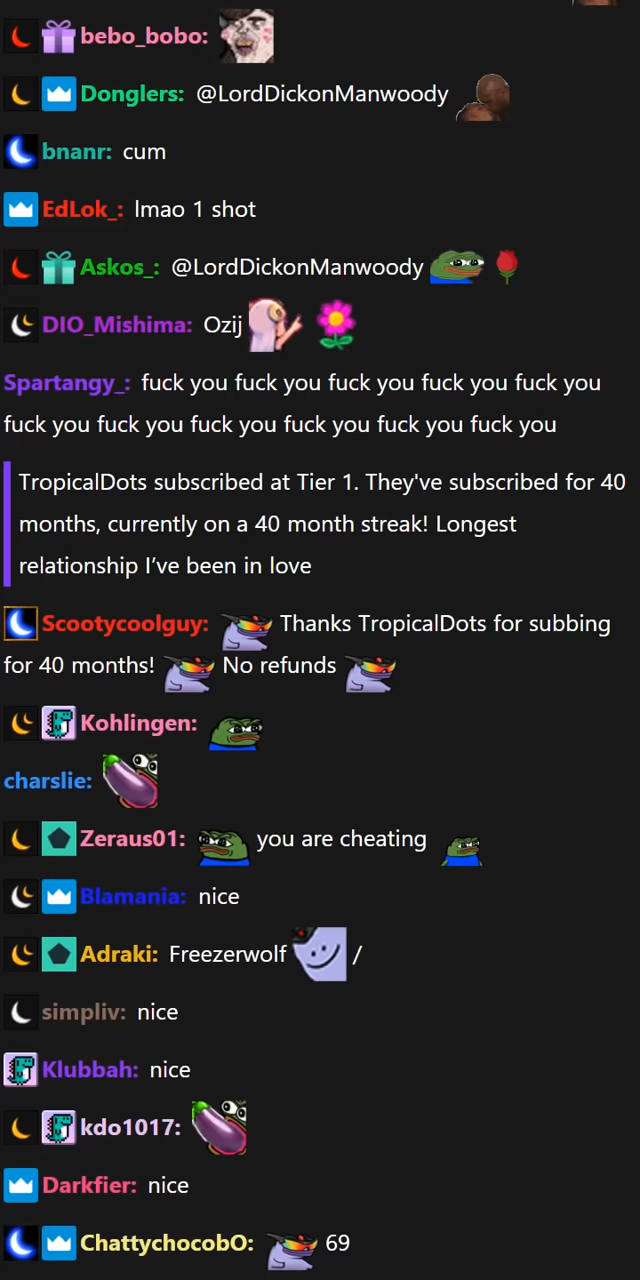 bebo_bobo:
Donglers: @LordDickonManwoody
bnanr: cum
EdLok_: lmao 1 shot
Askos_: @LordDickonManwoody
DIO_Mishima: Ozij
Spartangy_: fuck you fuck you fuck you fuck you fuck you
fuck you fuck you fuck you fuck you fuck you fuck you
TropicalDots subscribed at Tier 1. They've subscribed for 40
months, currently on a 40 month streak! Longest
relationship I’ve been in love
Scootycoolguy: Thanks TropicalDots for subbing
for 40 months! No refunds
Kohlingen:
charslie:
Zeraus01: you are cheating
Blamania: nice
Adraki: Freezerwolf /
simpliv: nice
Klubbah: nice
kdo1017:
Darkfier: nice
ChattychocobO: 69